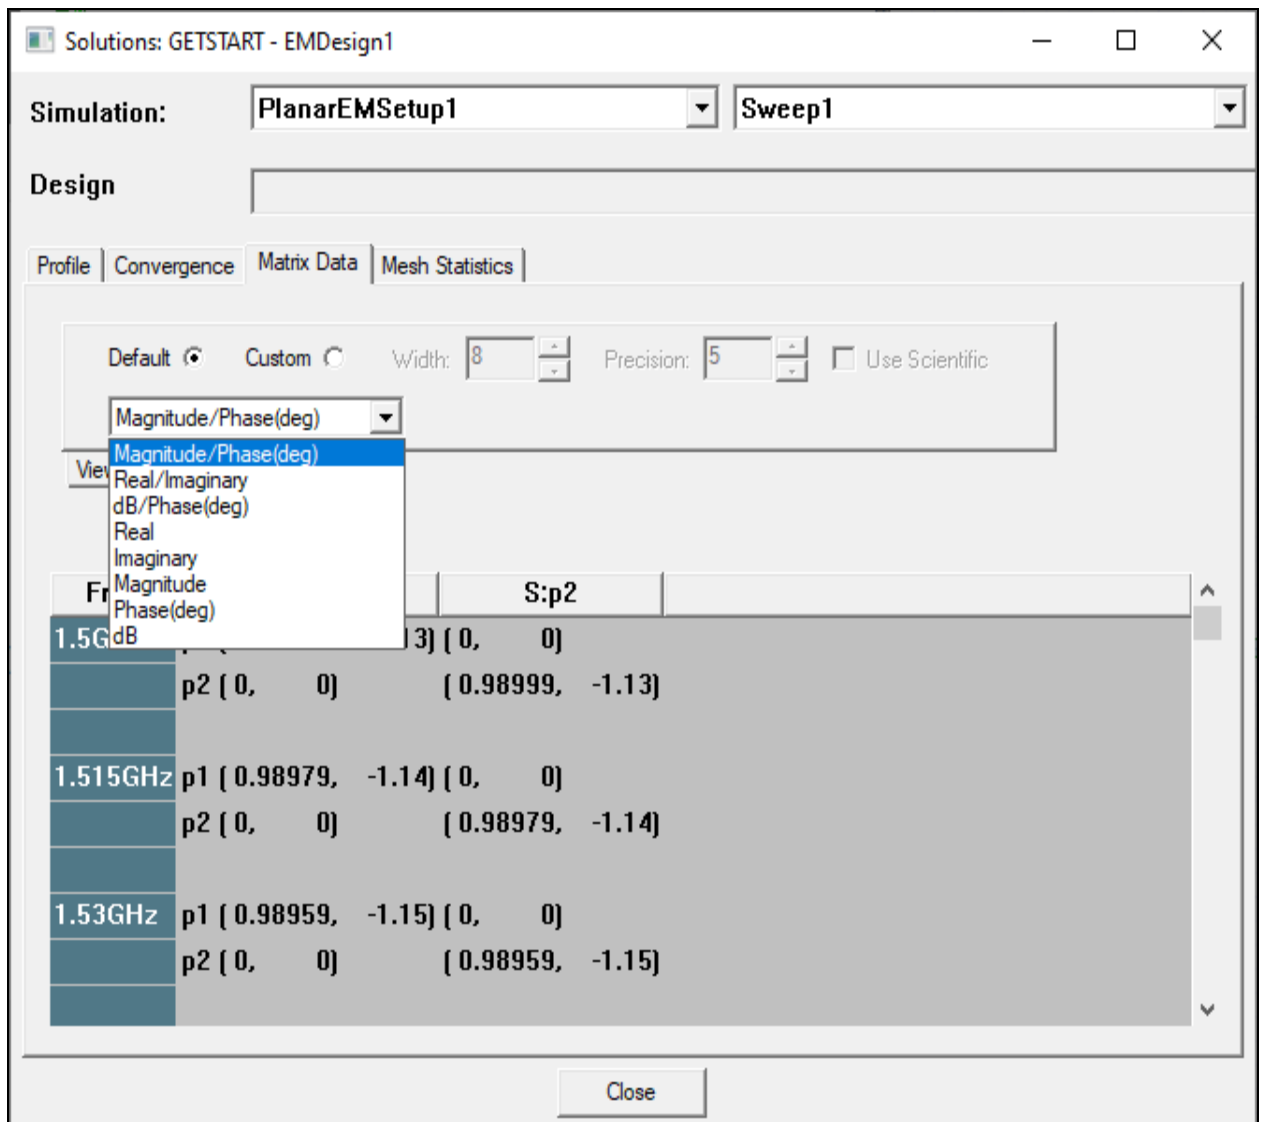 Solutions: GETSTART - EMDesign1
Simulation: PlanarEMSetup1 Sweep1
Design
Profile Convergence Matrix Data Mesh Statistics
Default Custom Width: 8 Precision: 5 Use Scientific
Magnitude/Phase(deg)
Magnitude/Phase(deg)
Real/Imaginary
dB/Phase(deg)
Real
Imaginary
Magnitude
Phase(deg)
dB
S:p2
13) ( 0, 0)
p2 ( 0, 0) ( 0.98999, -1.13)
1.515GHz p1 ( 0.98979, -1.14) ( 0, 0)
p2 ( 0, 0) ( 0.98979, -1.14)
1.53GHz p1 ( 0.98959, -1.15) ( 0, 0)
p2 ( 0, 0) ( 0.98959, -1.15)
Close